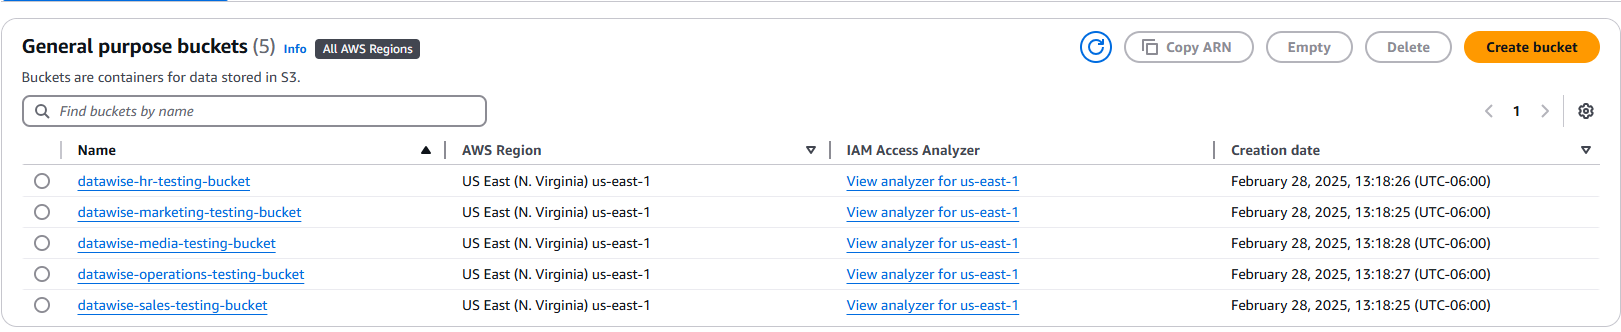 General purpose buckets (5) Info All AWS Regions Copy ARN Empty Delete Create bucket
Buckets are containers for data stored in S3.
Find buckets by name 1
Name AWS Region IAM Access Analyzer Creation date
datawise-hr-testing-bucket US East (N. Virginia) us-east-1 View analyzer for us-east-1 February 28, 2025, 13:18:26 (UTC-06:00)
datawise-marketing-testing-bucket US East (N. Virginia) us-east-1 View analyzer for us-east-1 February 28, 2025, 13:18:25 (UTC-06:00)
datawise-media-testing-bucket US East (N. Virginia) us-east-1 View analyzer for us-east-1 February 28, 2025, 13:18:28 (UTC-06:00)
datawise-operations-testing-bucket US East (N. Virginia) us-east-1 View analyzer for us-east-1 February 28, 2025, 13:18:27 (UTC-06:00)
datawise-sales-testing-bucket US East (N. Virginia) us-east-1 View analyzer for us-east-1 February 28, 2025, 13:18:25 (UTC-06:00)